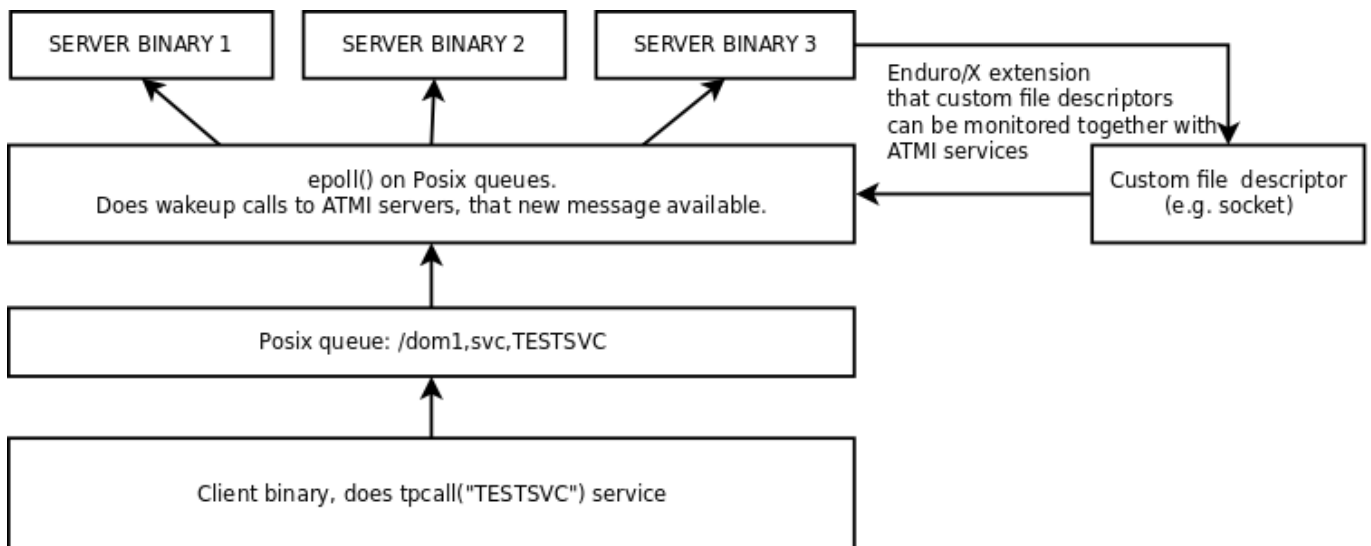 SERVER BINARY 1
SERVER BINARY 2
SERVER BINARY 3
Enduro/X extension
that custom file descriptors
can be monitored together with
ATMI services
epoll() on Posix queues.
Does wakeup calls to ATMI servers, that new message available.
Custom file  descriptor
(e.g. socket)
Posix queue: /dom1,svc,TESTSVC
Client binary, does tpcall("TESTSVC") service